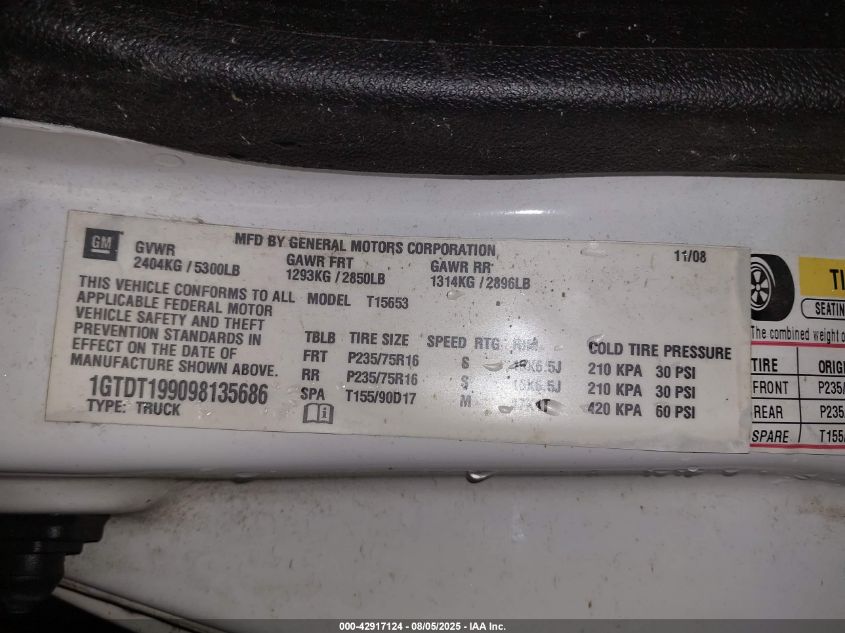 GM
MFD BY GENERAL MOTORS CORPORATION 11/08
GVWR GAWR FRT GAWR RR
2404KG / 5300LB 1293KG / 2850LB 1314KG / 2896LB
THIS VEHICLE CONFORMS TO ALL
APPLICABLE FEDERAL MOTOR
VEHICLE SAFETY AND THEFT
PREVENTION STANDARDS IN
EFFECT ON THE DATE OF
MANUFACTURE SHOWN ABOVE.
1GTDT199098135686
TYPE: TRUCK
MODEL T15653
TBLB TIRE SIZE SPEED RTG RIM COLD TIRE PRESSURE
FRT P235/75R16 S 210 KPA 30 PSI
RR P235/75R16 S 16X6.5J 210 KPA 30 PSI
SPA T155/90D17 M 420 KPA 60 PSI
TI
SEATIN
The combined weight o
TIRE ORIG
FRONT P235/
REAR P235
SPARE T155/
000-42917124 - 08/05/2025 - IAA Inc.